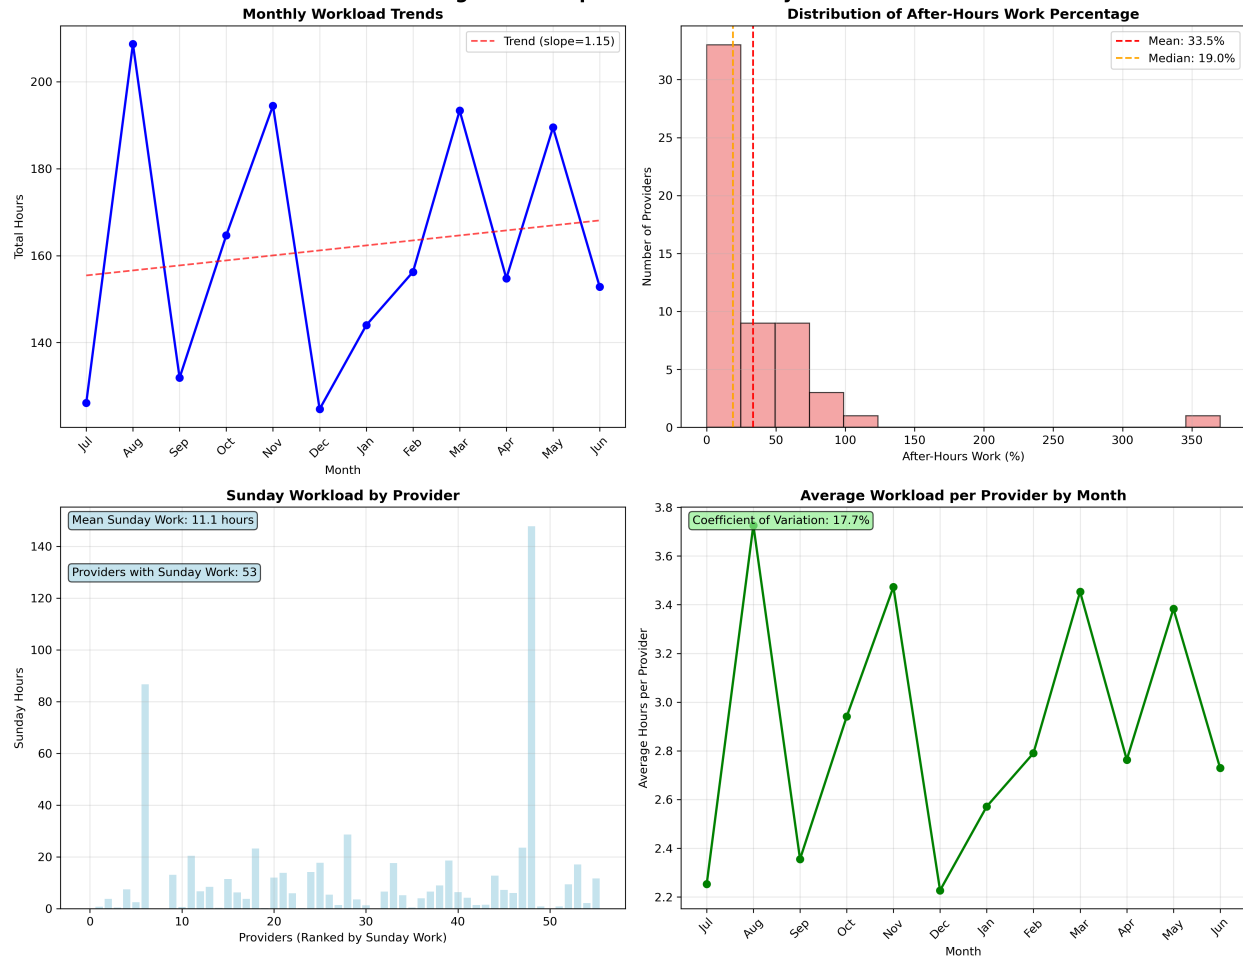 Monthly Workload Trends
Trend (slope=1.15)
Total Hours
200
180
160
140
Jul
Aug
Sep
Oct
Nov
Dec
Jan
Feb
Mar
Apr
May
Jun
Month
Distribution of After-Hours Work Percentage
Mean: 33.5%
Median: 19.0%
Number of Providers
30
25
20
15
10
5
0
0
50
100
150
200
250
300
350
After-Hours Work (%)
Sunday Workload by Provider
Mean Sunday Work: 11.1 hours
Providers with Sunday Work: 53
Sunday Hours
140
120
100
80
60
40
20
0
0
10
20
30
40
50
Providers (Ranked by Sunday Work)
Average Workload per Provider by Month
Coefficient of Variation: 17.7%
Average Hours per Provider
3.8
3.6
3.4
3.2
3.0
2.8
2.6
2.4
2.2
Jul
Aug
Sep
Oct
Nov
Dec
Jan
Feb
Mar
Apr
May
Jun
Month